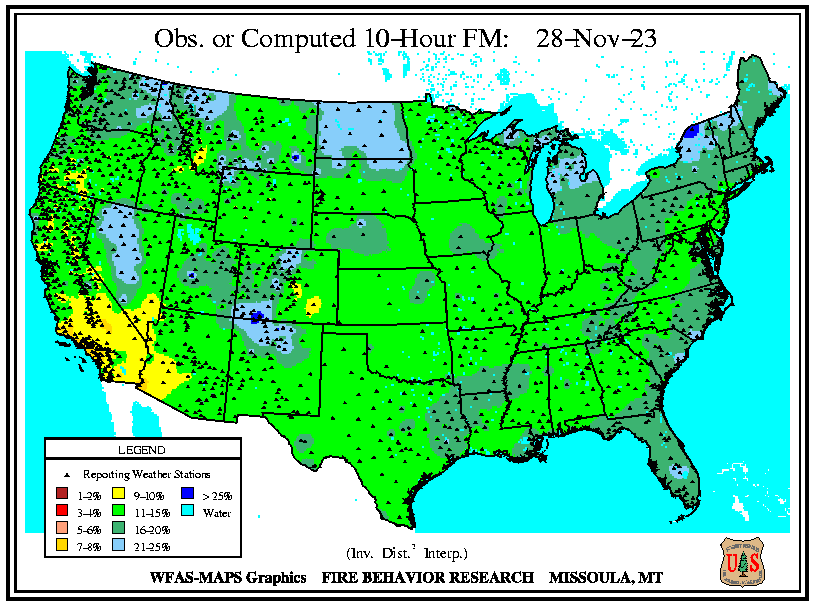 Obs. or Computed 10-Hour FM: 28-Nov-23
LEGEND
Reporting Weather Stations
1-2% 9-10% > 25%
3-4% 11-15% Water
5-6% 16-20%
7-8% 21-25%
(Inv. Dist.² Interp.)
WFAS-MAPS Graphics FIRE BEHAVIOR RESEARCH MISSOULA, MT
U S